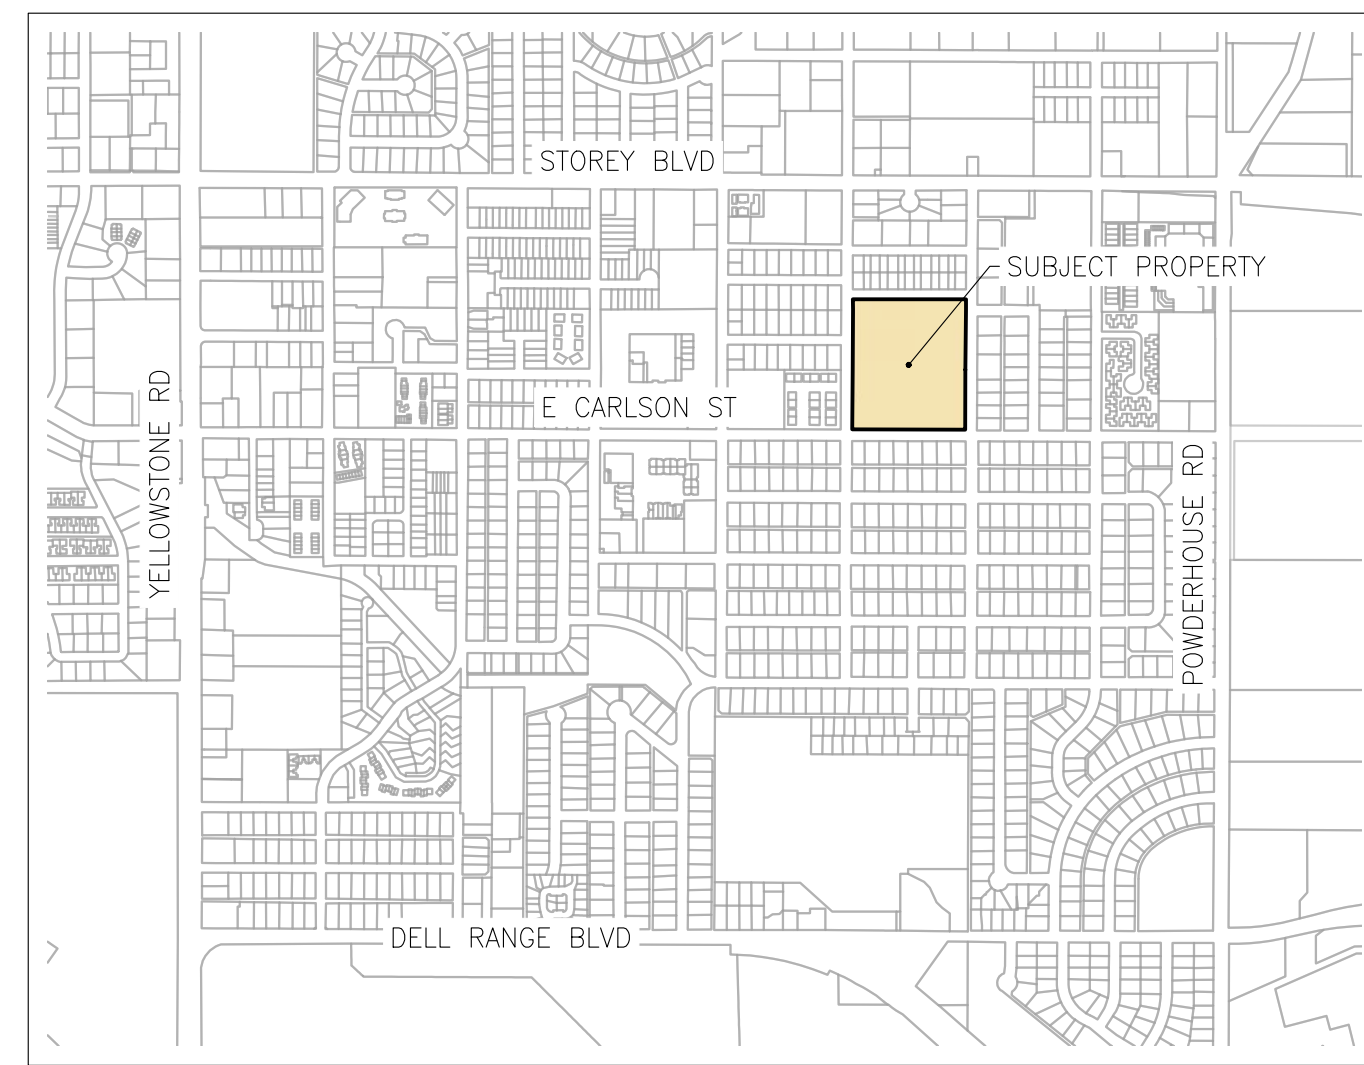 STOREY BLVD
SUBJECT PROPERTY
E CARLSON ST
YELLOWSTONE RD
POWDERHOUSE RD
DELL RANGE BLVD